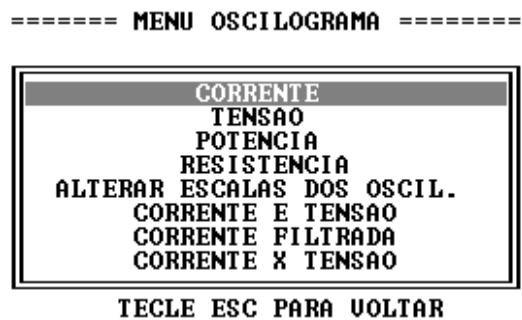 ======= MENU OSCILOGRAMA ========
CORRENTE
TENSAO
POTENCIA
RESISTENCIA
ALTERAR ESCALAS DOS OSCIL.
CORRENTE E TENSAO
CORRENTE FILTRADA
CORRENTE X TENSAO
TECLE ESC PARA VOLTAR